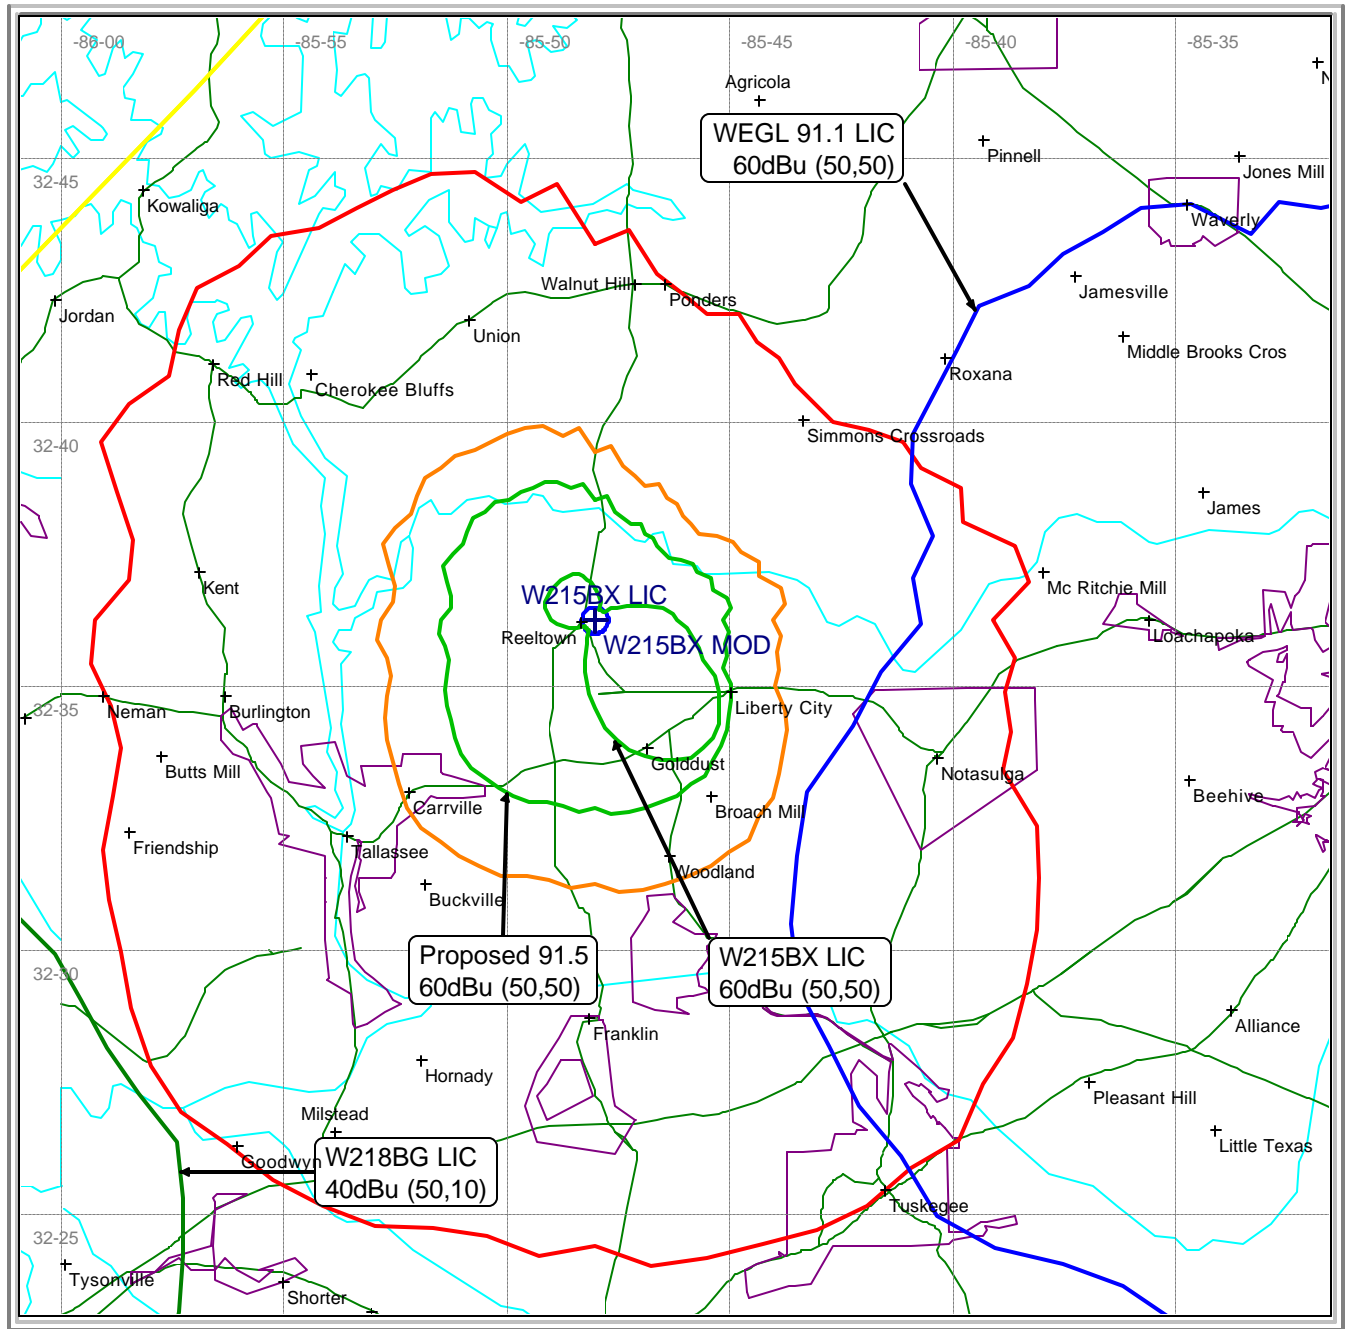 -86-00
-85-55
-85-50
-85-45
-85-40
-85-35
Agricola
WEGL 91.1 LIC
60dBu (50,50)
Pinnell
Jones Mill
32-45
Kowaliga
Waverly
Walnut Hill
Ponders
Jamesville
Jordan
Union
Middle Brooks Cros
Red Hill
Cherokee Bluffs
Roxana
32-40
Simmons Crossroads
James
Kent
W215BX LIC
Mc Ritchie Mill
Reeltown
W215BX MOD
Loachapoka
32-35
Neman
Burlington
Liberty City
Butts Mill
Golddust
Notasulga
Carrville
Broach Mill
Beehive
Friendship
Tallassee
Woodland
Buckville
Proposed 91.5
60dBu (50,50)
W215BX LIC
60dBu (50,50)
32-30
Franklin
Alliance
Hornady
Pleasant Hill
Milstead
Little Texas
Goodwyn
W218BG LIC
40dBu (50,10)
Tuskegee
32-25
Tysonville
Shorter